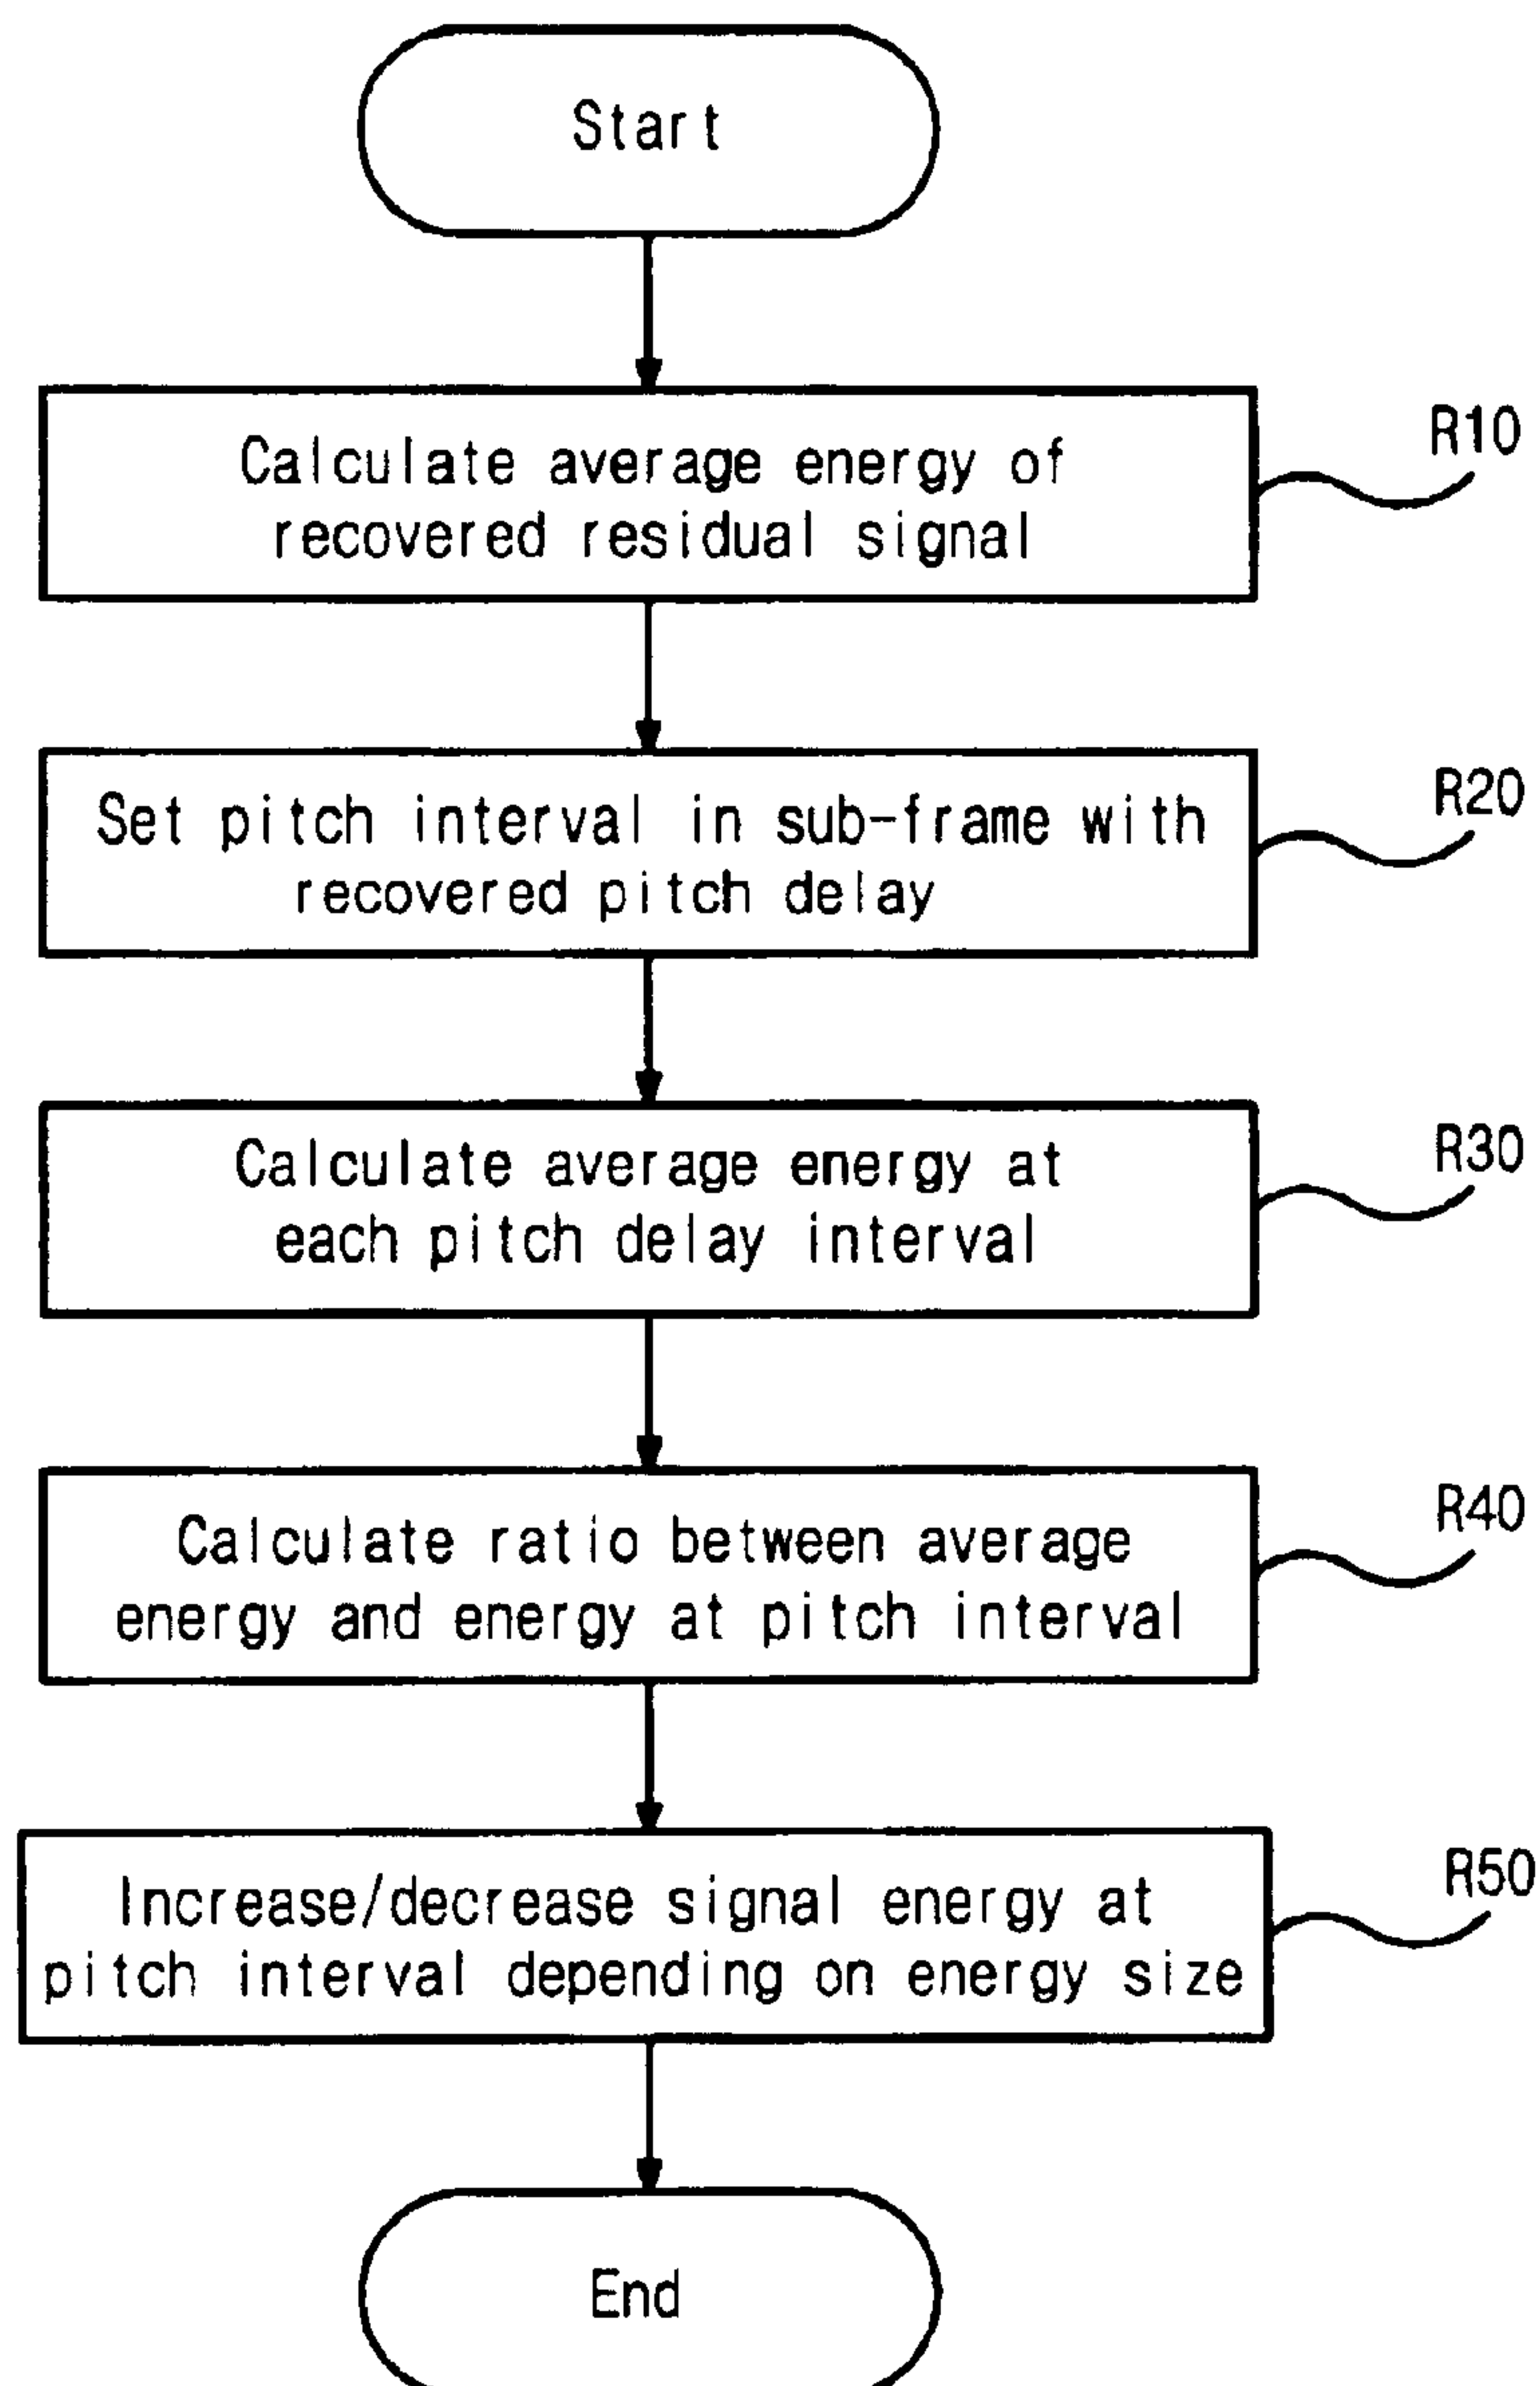 Start
Calculate average energy of
recovered residual signal
R10
Set pitch interval in sub-frame with
recovered pitch delay
R20
Calculate average energy at
each pitch delay interval
R30
Calculate ratio between average
energy and energy at pitch interval
R40
Increase/decrease signal energy at
pitch interval depending on energy size
R50
End